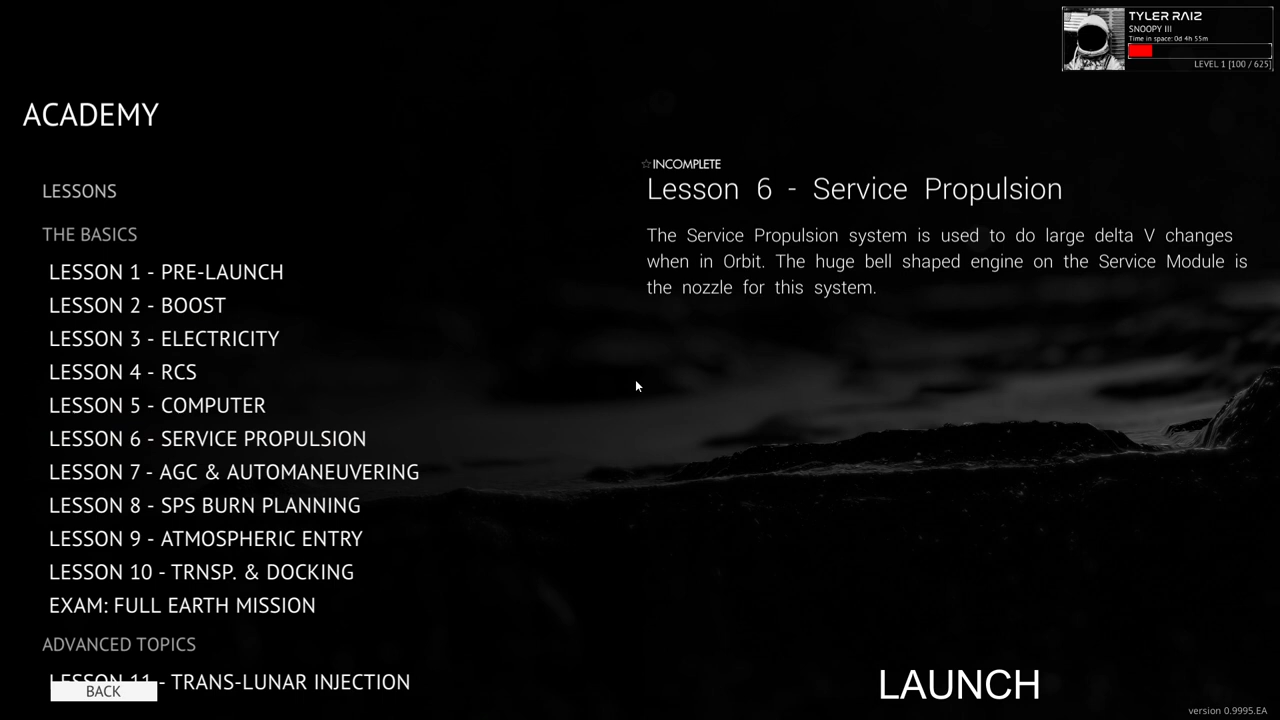 TYLER RAIZ
SNOOPY III
Time in space: 0d 4h 55m
LEVEL 1 [100 / 625]
ACADEMY
LESSONS
THE BASICS
LESSON 1 - PRE-LAUNCH
LESSON 2 - BOOST
LESSON 3 - ELECTRICITY
LESSON 4 - RCS
LESSON 5 - COMPUTER
LESSON 6 - SERVICE PROPULSION
LESSON 7 - AGC & AUTOMANEUVERING
LESSON 8 - SPS BURN PLANNING
LESSON 9 - ATMOSPHERIC ENTRY
LESSON 10 - TRNSP. & DOCKING
EXAM: FULL EARTH MISSION
ADVANCED TOPICS
LESSON 11 - TRANS-LUNAR INJECTION
BACK
☆INCOMPLETE
Lesson 6 - Service Propulsion
The Service Propulsion system is used to do large delta V changes
when in Orbit. The huge bell shaped engine on the Service Module is
the nozzle for this system.
LAUNCH
version 0.9995.EA